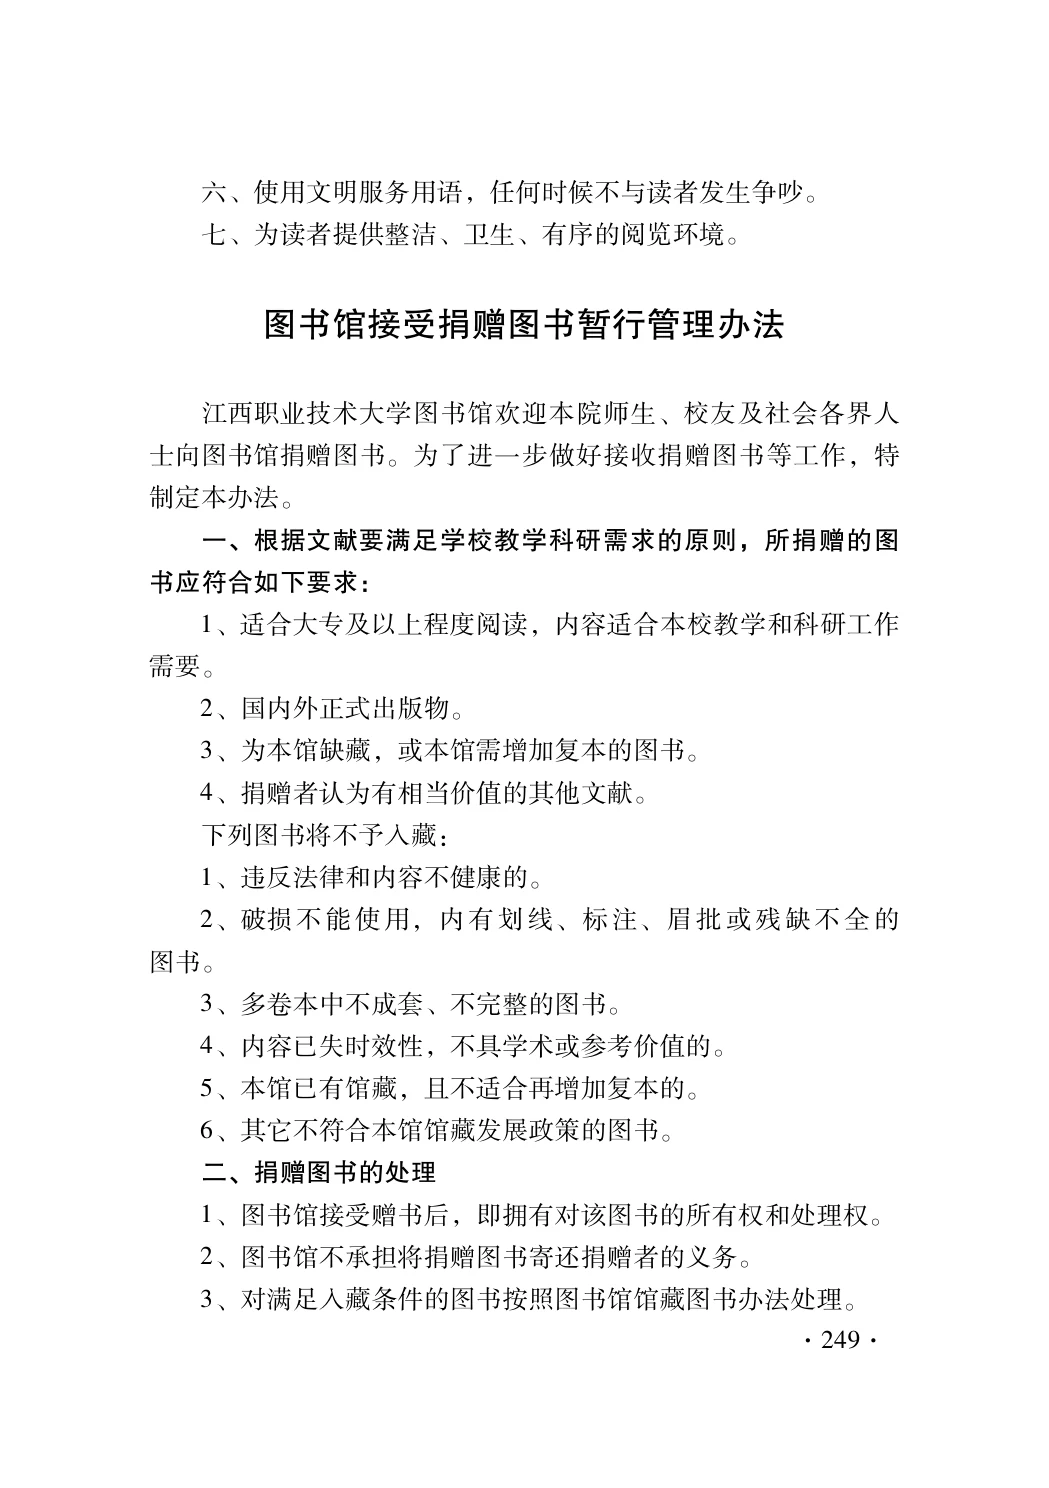 六、使用文明服务用语，任何时候不与读者发生争吵。
七、为读者提供整洁、卫生、有序的阅览环境。
图书馆接受捐赠图书暂行管理办法
江西职业技术大学图书馆欢迎本院师生、校友及社会各界人
士向图书馆捐赠图书。为了进一步做好接收捐赠图书等工作，特
制定本办法。
一、根据文献要满足学校教学科研需求的原则，所捐赠的图
书应符合如下要求：
1、适合大专及以上程度阅读，内容适合本校教学和科研工作
需要。
2、国内外正式出版物。
3、为本馆缺藏，或本馆需增加复本的图书。
4、捐赠者认为有相当价值的其他文献。
下列图书将不予入藏：
1、违反法律和内容不健康的。
2、破损不能使用，内有划线、标注、眉批或残缺不全的
图书。
3、多卷本中不成套、不完整的图书。
4、内容已失时效性，不具学术或参考价值的。
5、本馆已有馆藏，且不适合再增加复本的。
6、其它不符合本馆馆藏发展政策的图书。
二、捐赠图书的处理
1、图书馆接受赠书后，即拥有对该图书的所有权和处理权。
2、图书馆不承担将捐赠图书寄还捐赠者的义务。
3、对满足入藏条件的图书按照图书馆馆藏图书办法处理。
· 249 ·